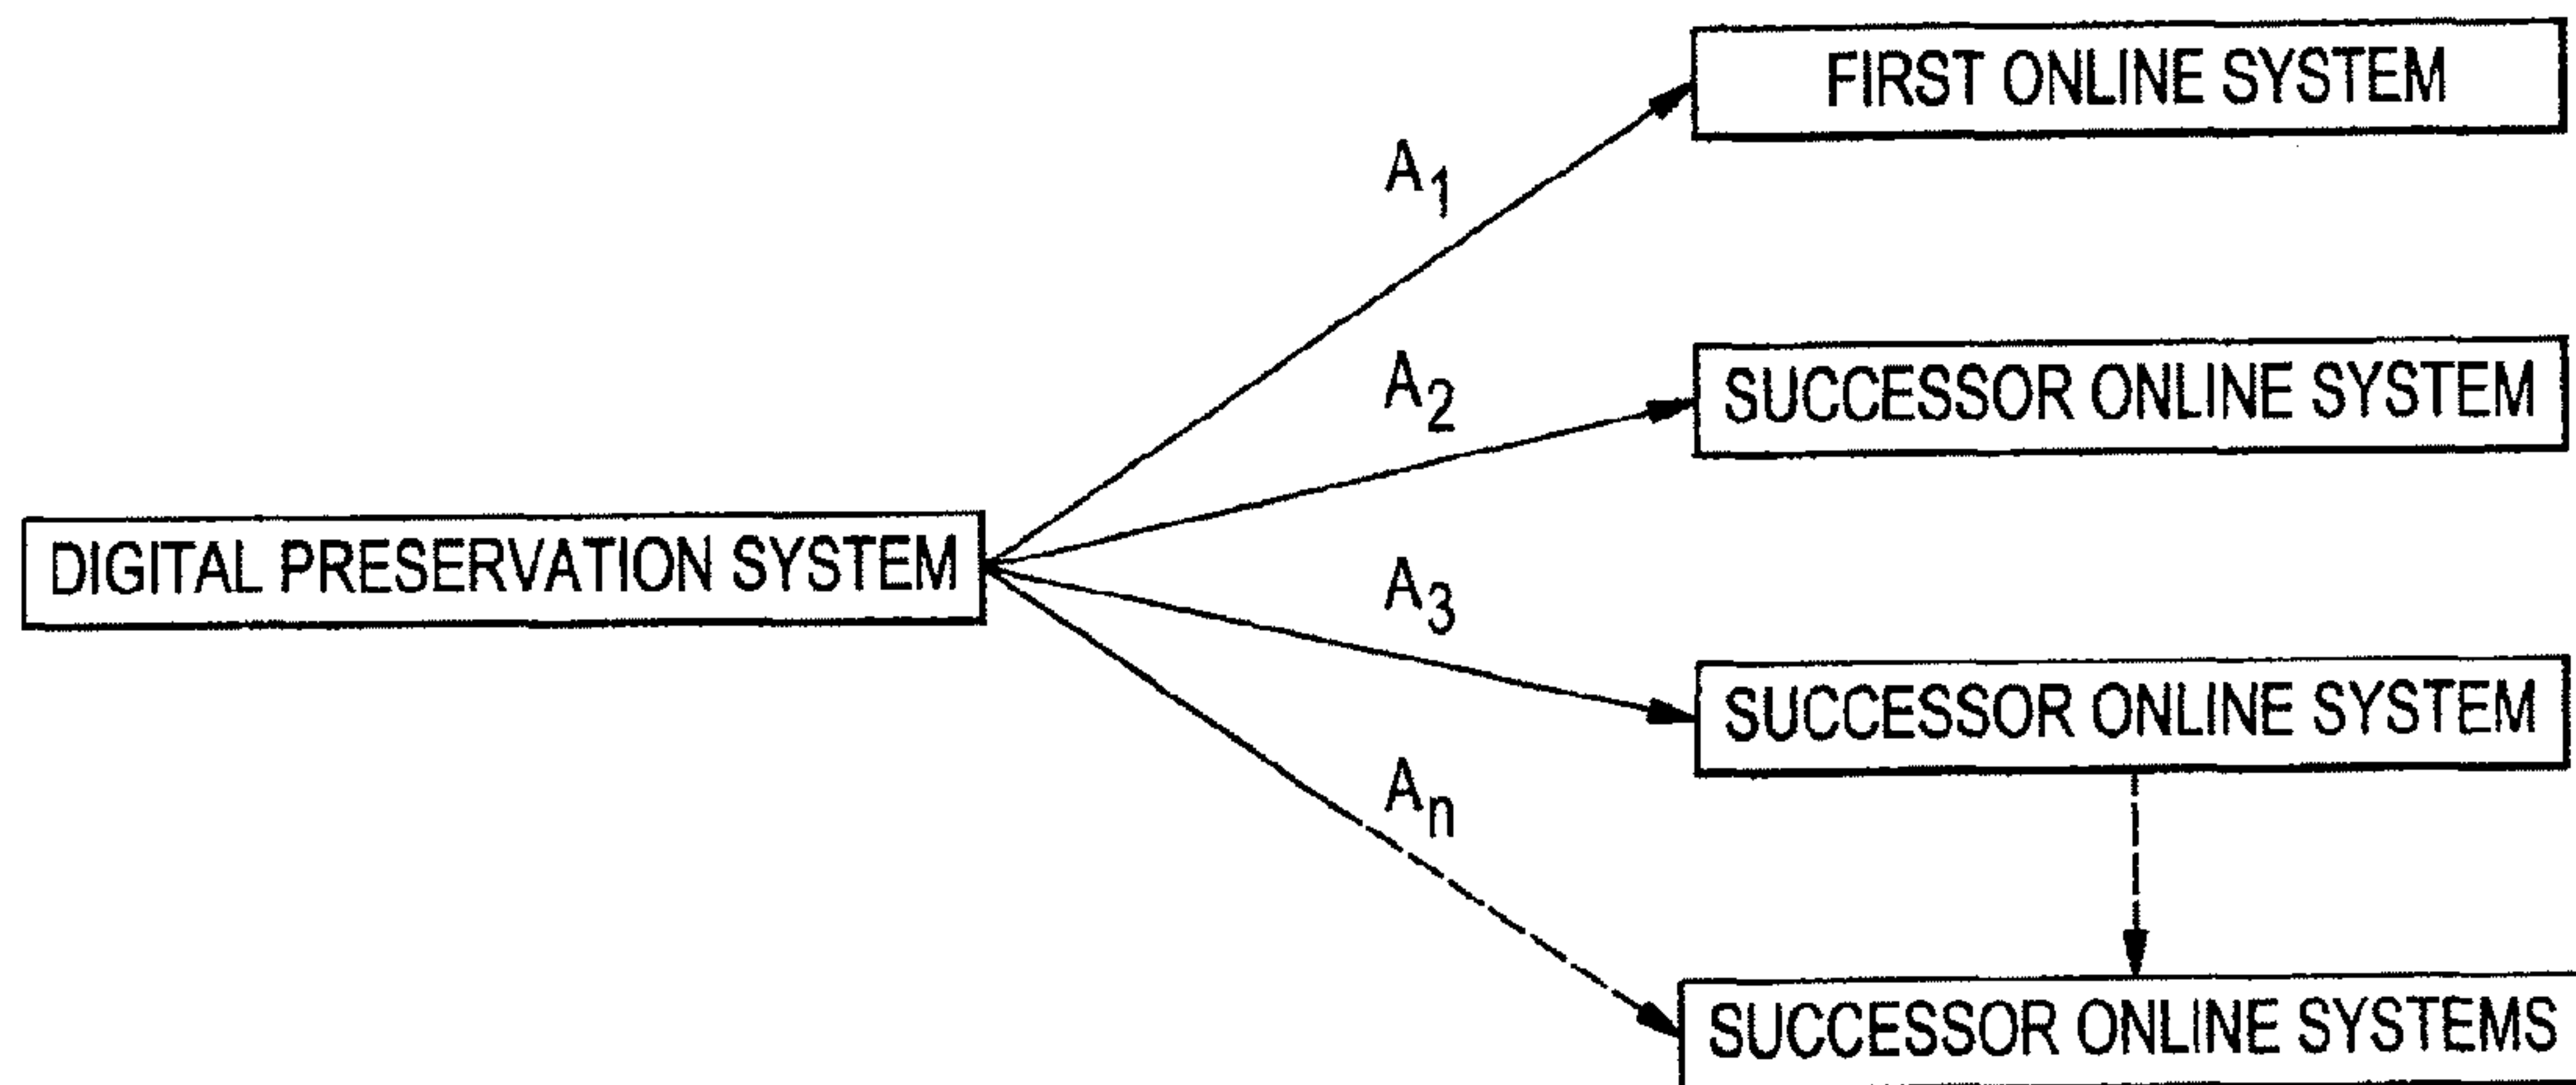 FIRST ONLINE SYSTEM
A1
A2
SUCCESSOR ONLINE SYSTEM
DIGITAL PRESERVATION SYSTEM
A3
SUCCESSOR ONLINE SYSTEM
An
SUCCESSOR ONLINE SYSTEMS